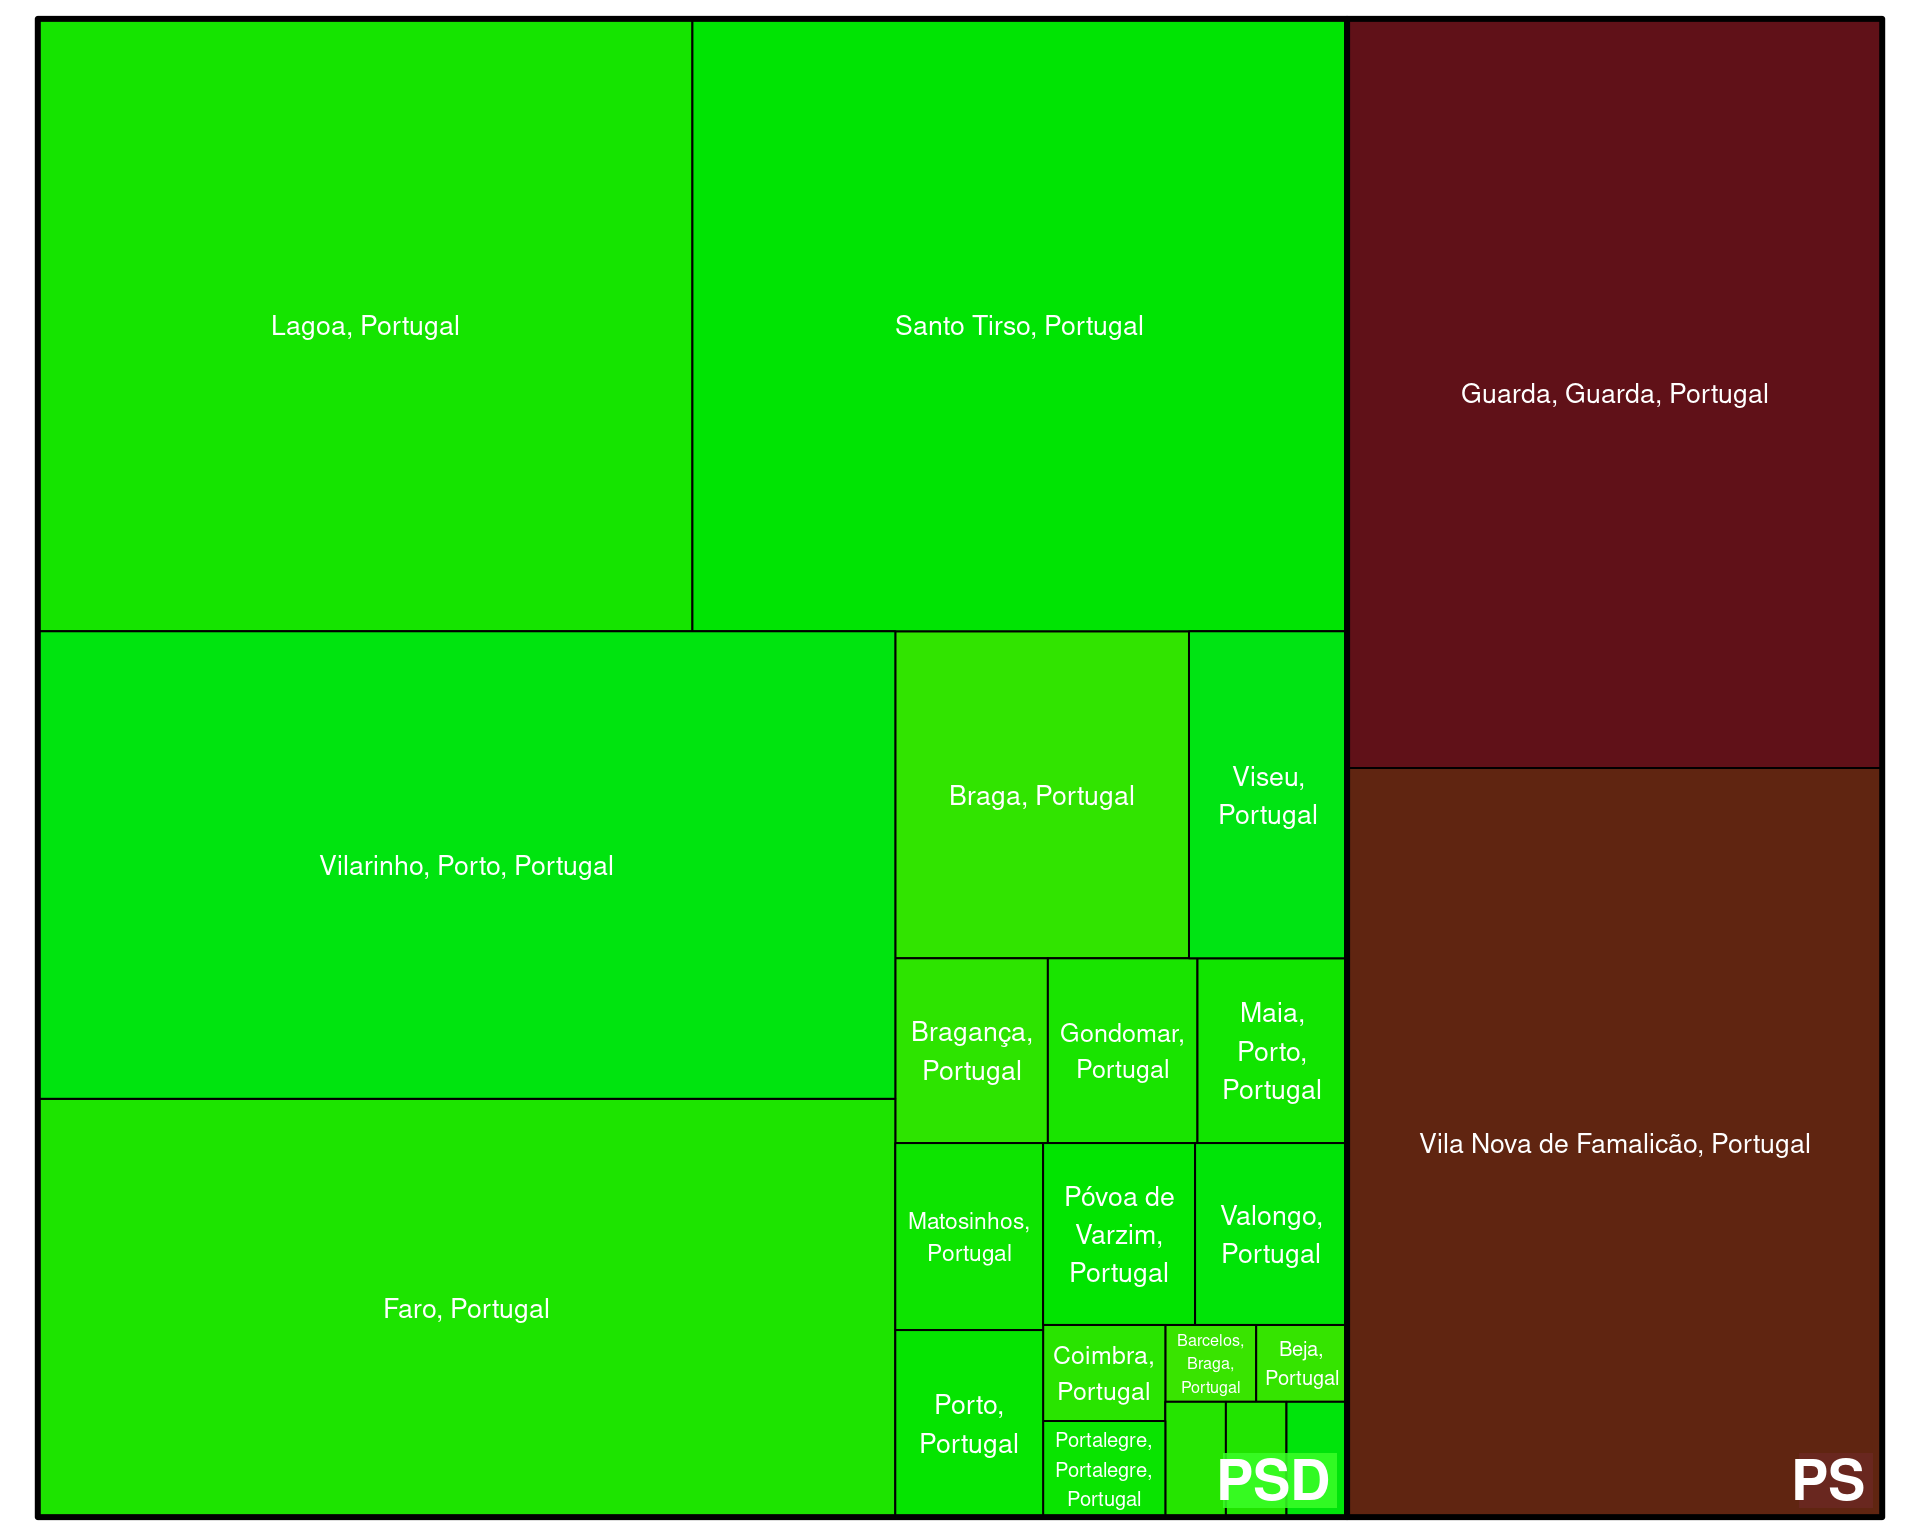 Lagoa, Portugal
Santo Tirso, Portugal
Guarda, Guarda, Portugal
Vilarinho, Porto, Portugal
Braga, Portugal
Viseu,
Portugal
Bragança,
Portugal
Gondomar,
Portugal
Maia,
Porto,
Portugal
Vila Nova de Famalicão, Portugal
Faro, Portugal
Matosinhos,
Portugal
Póvoa de
Varzim,
Portugal
Valongo,
Portugal
Porto,
Portugal
Coimbra,
Portugal
Barcelos,
Braga,
Portugal
Beja,
Portugal
Portalegre,
Portalegre,
Portugal
PSD
PS